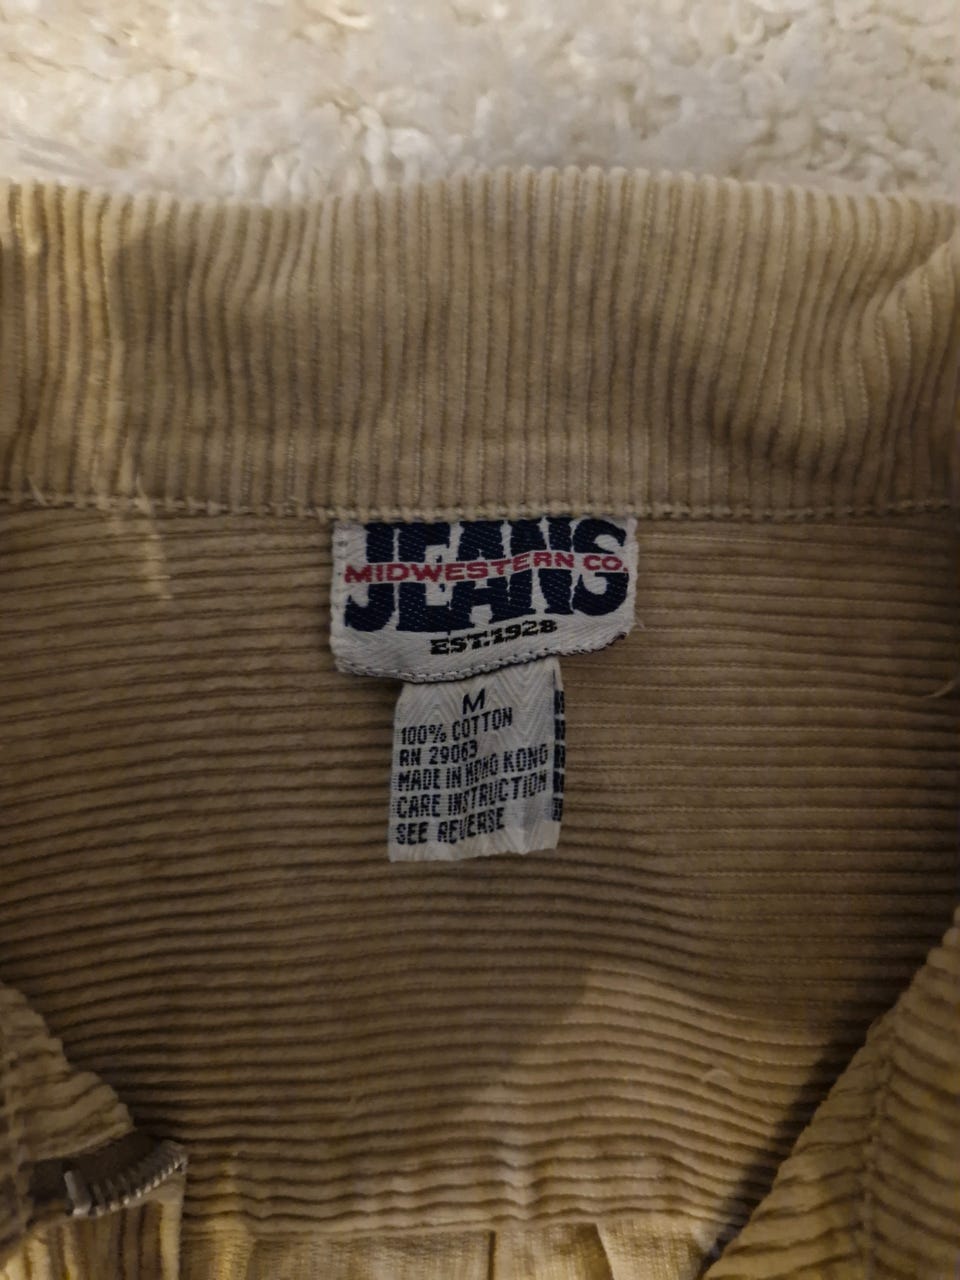 JEANS
MIDWESTERN CO.
EST.1928
M
100% COTTON
RN 29063
MADE IN HONG KONG
CARE INSTRUCTION
SEE REVERSE